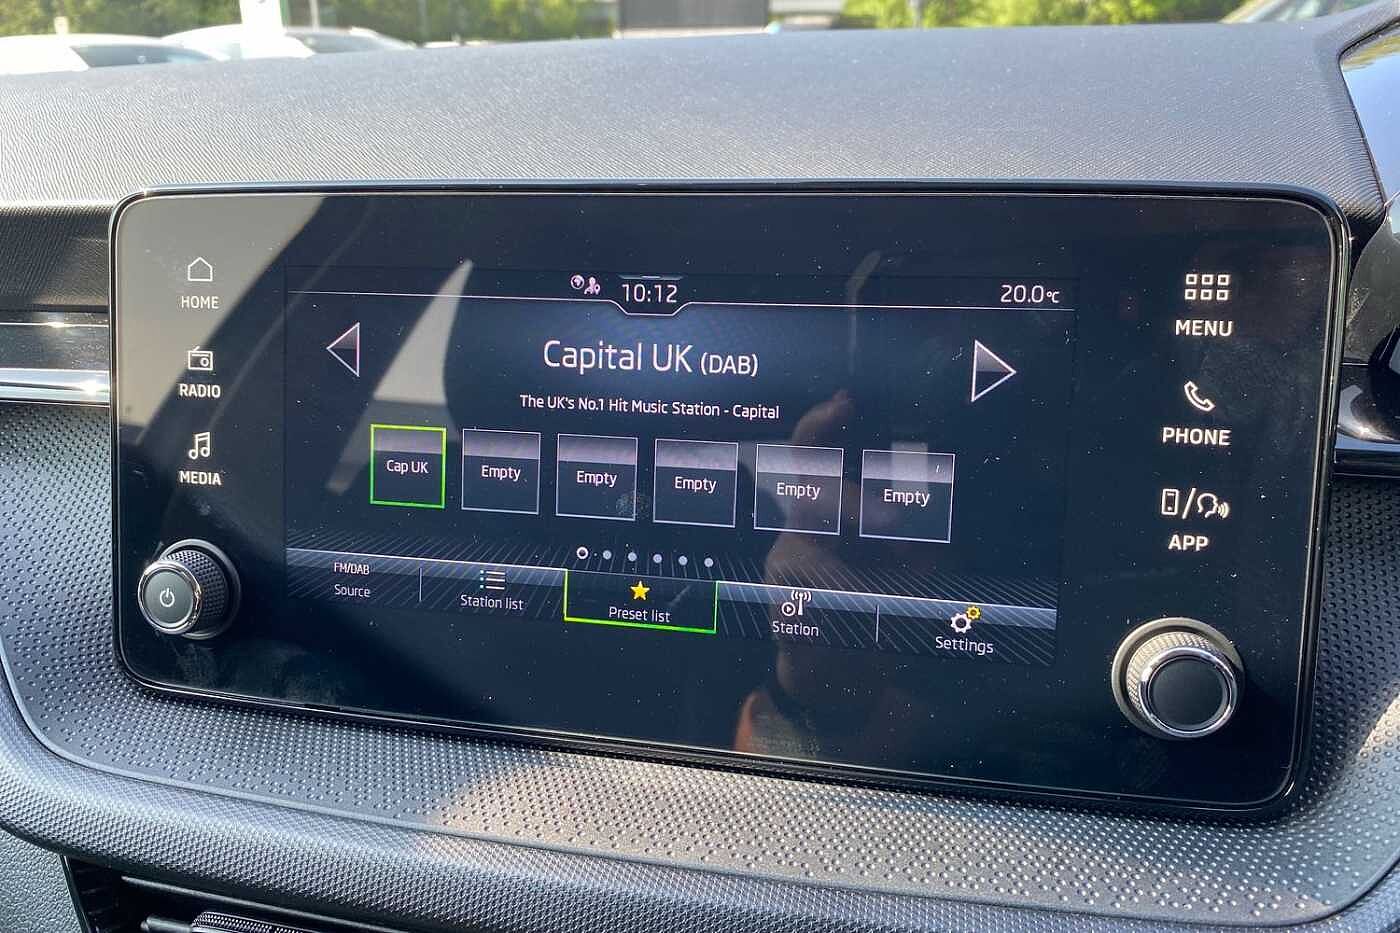 10:12
20.0°C
HOME
RADIO
MEDIA
Capital UK (DAB)
The UK's No.1 Hit Music Station - Capital
Cap UK
Empty
Empty
Empty
Empty
Empty
FM/DAB
Source
Station list
Preset list
Station
Settings
MENU
PHONE
APP